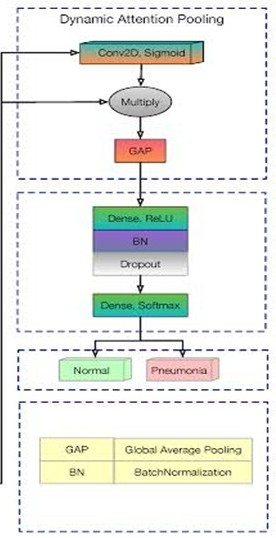 Dynamic Attention Pooling
Conv2D, Sigmoid
Multiply
GAP
Dense, ReLU
BN
Dropout
Dense, Softmax
Normal Pneumonia
GAP Global Average Pooling
BN BatchNormalization